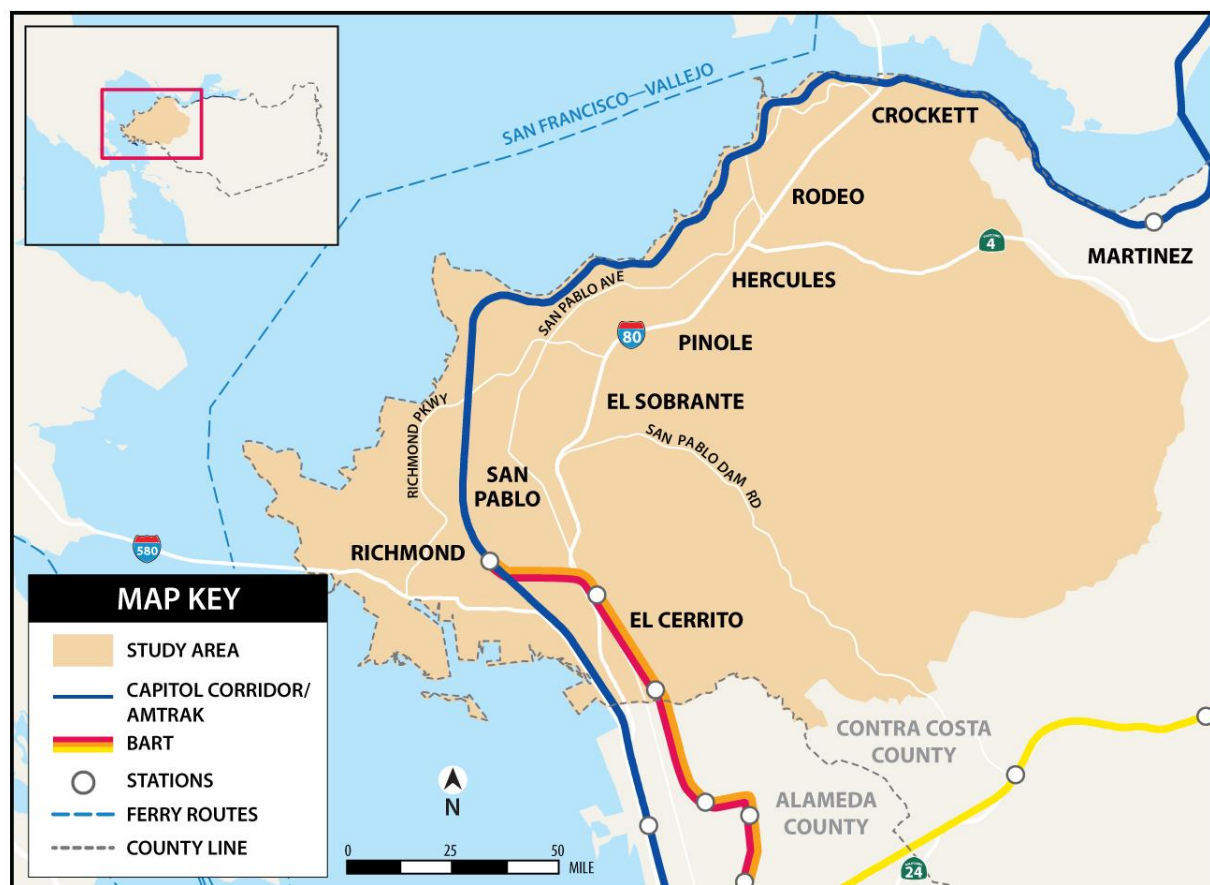 SAN FRANCISCO—VALLEJO
CROCKETT
RODEO
4
MARTINEZ
HERCULES
SAN PABLO AVE
80
PINOLE
EL SOBRANTE
RICHMOND PKWY
SAN PABLO DAM RD
SAN
PABLO
580
RICHMOND
EL CERRITO
MAP KEY
STUDY AREA
CAPITOL CORRIDOR/
AMTRAK
BART
STATIONS
FERRY ROUTES
COUNTY LINE
N
0 25 50
MILE
CONTRA COSTA
COUNTY
ALAMEDA
COUNTY
24